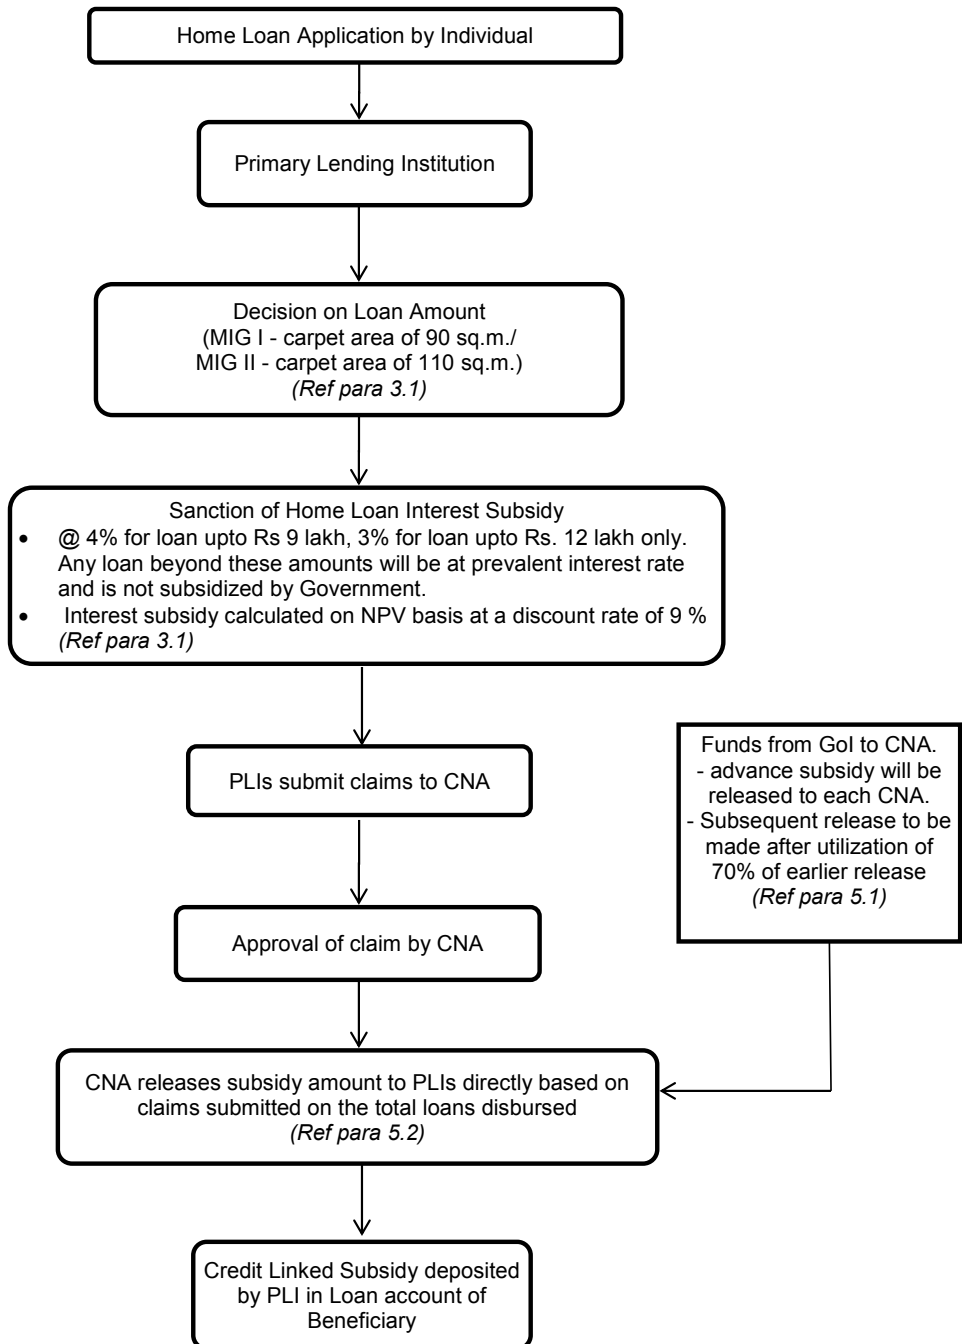 Home Loan Application by Individual
Primary Lending Institution
Decision on Loan Amount
(MIG I - carpet area of 90 sq.m./
MIG II - carpet area of 110 sq.m.)
(Ref para 3.1)
Sanction of Home Loan Interest Subsidy
• @ 4% for loan upto Rs 9 lakh, 3% for loan upto Rs. 12 lakh only.
Any loan beyond these amounts will be at prevalent interest rate
and is not subsidized by Government.
• Interest subsidy calculated on NPV basis at a discount rate of 9 %
(Ref para 3.1)
PLIs submit claims to CNA
Funds from GoI to CNA.
- advance subsidy will be
released to each CNA.
- Subsequent release to be
made after utilization of
70% of earlier release
(Ref para 5.1)
Approval of claim by CNA
CNA releases subsidy amount to PLIs directly based on
claims submitted on the total loans disbursed
(Ref para 5.2)
Credit Linked Subsidy deposited
by PLI in Loan account of
Beneficiary